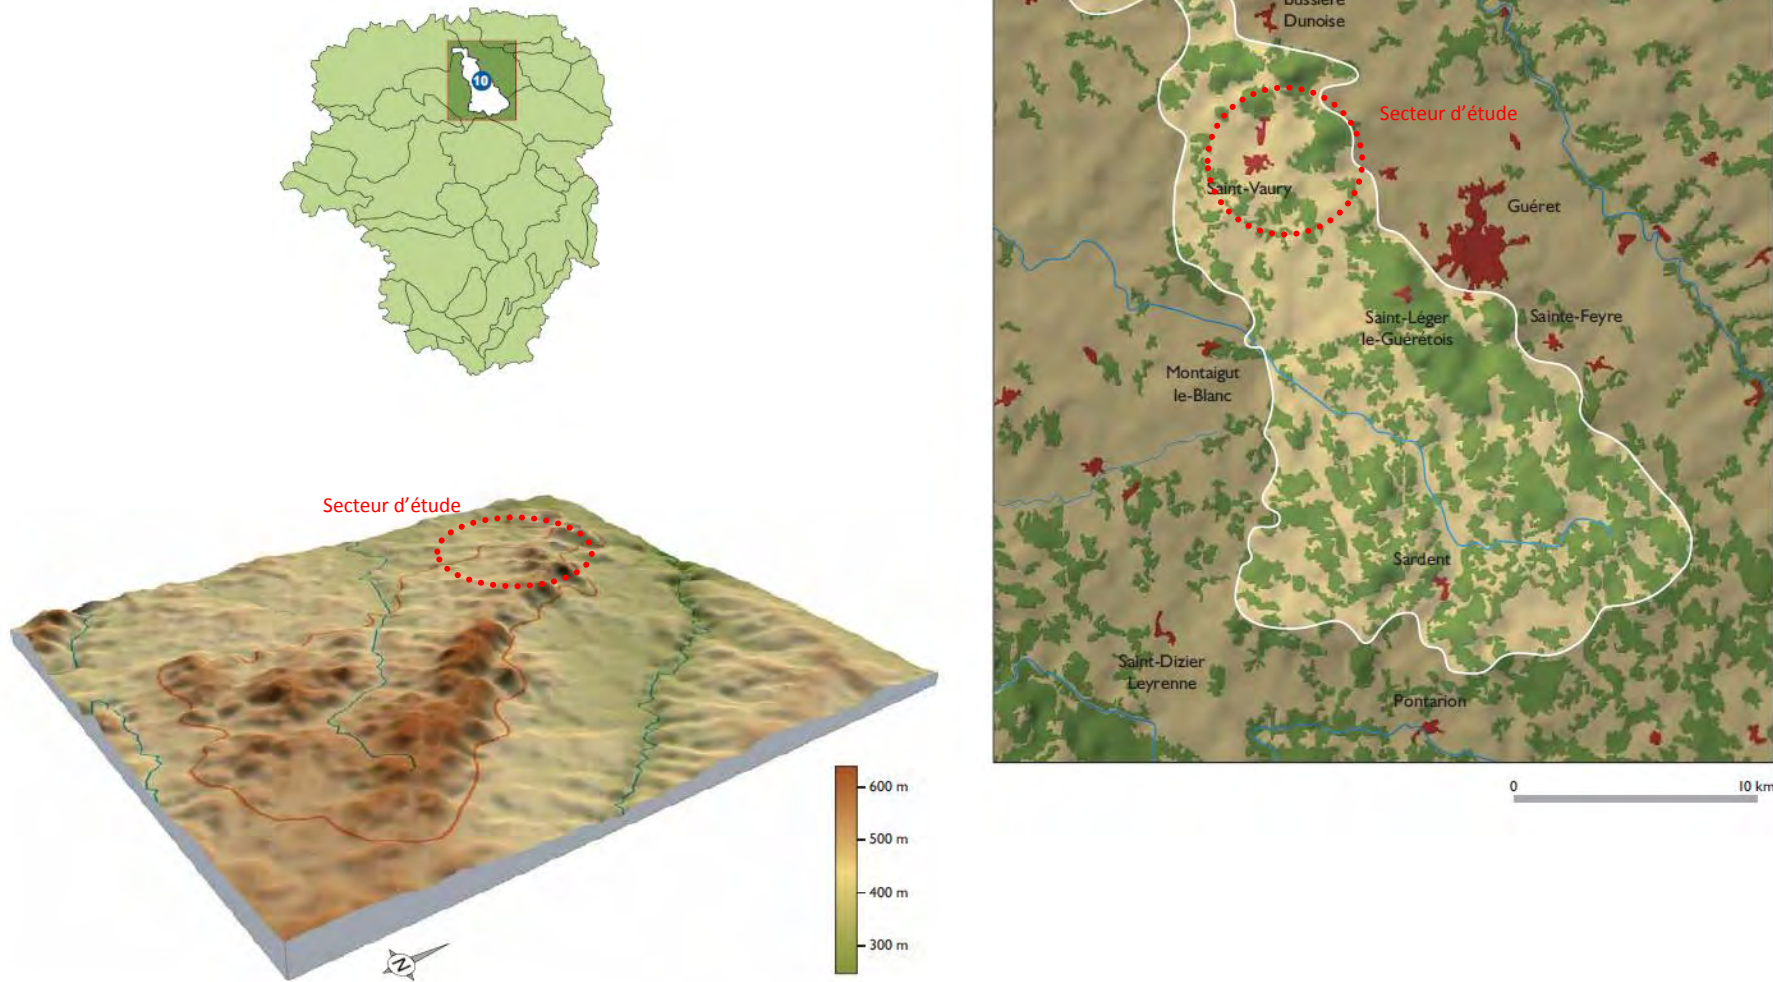 10
Secteur d'étude
600 m
500 m
400 m
300 m
N
Bussière
Dunoise
Secteur d'étude
Saint-Vaury
Guéret
Saint-Léger
le-Guérétois
Sainte-Feyre
Montaigut
le-Blanc
Sardent
Saint-Dizier
Leyrenne
Pontarion
0 10 km